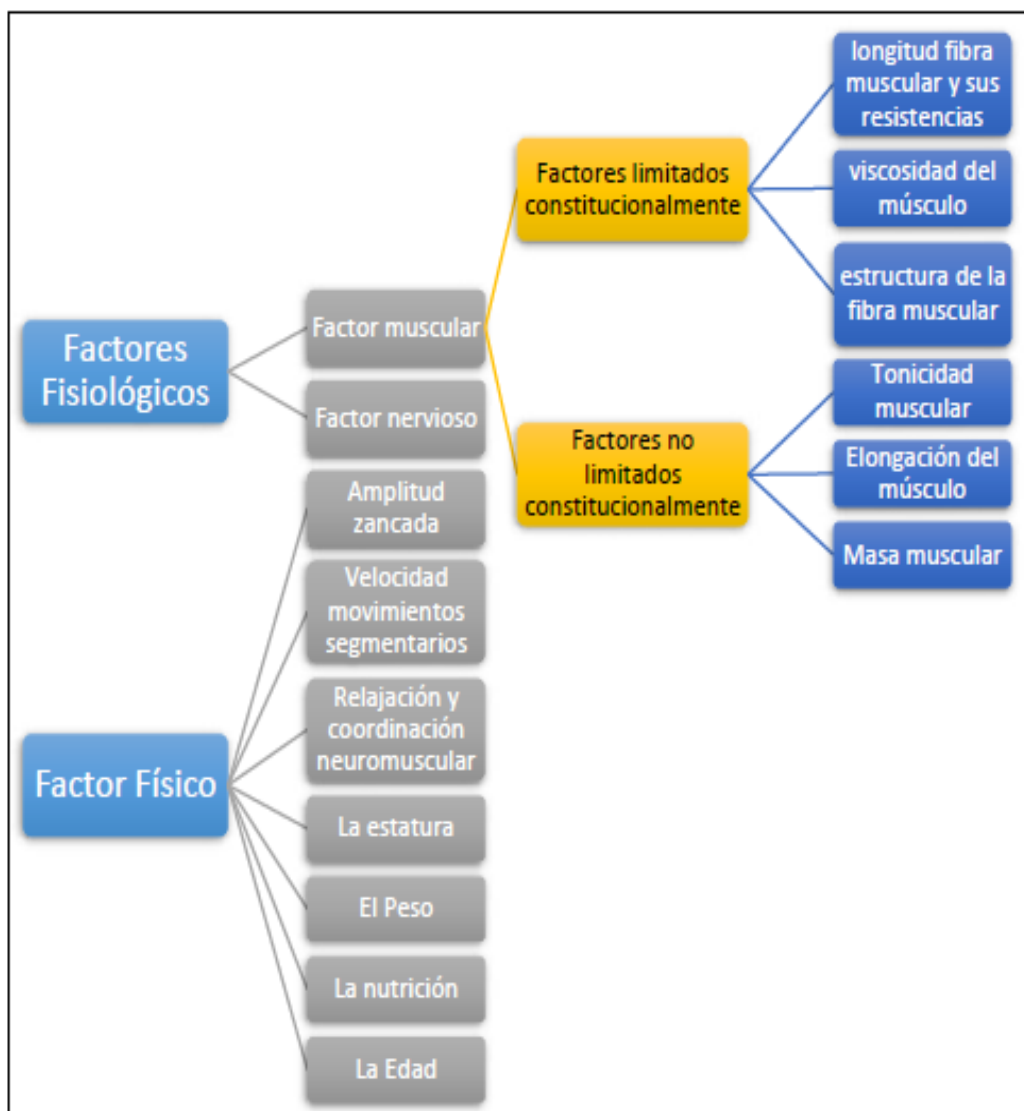 Factores
Fisiológicos
Factor muscular
Factores limitados
constitucionalmente
longitud fibra
muscular y sus
resistencias
viscosidad del
músculo
estructura de la
fibra muscular
Factores no
limitados
constitucionalmente
Tonicidad
muscular
Elongación del
músculo
Masa muscular
Factor nervioso
Factor Físico
Amplitud
zancada
Velocidad
movimientos
segmentarios
Relajación y
coordinación
neuromuscular
La estatura
El Peso
La nutrición
La Edad